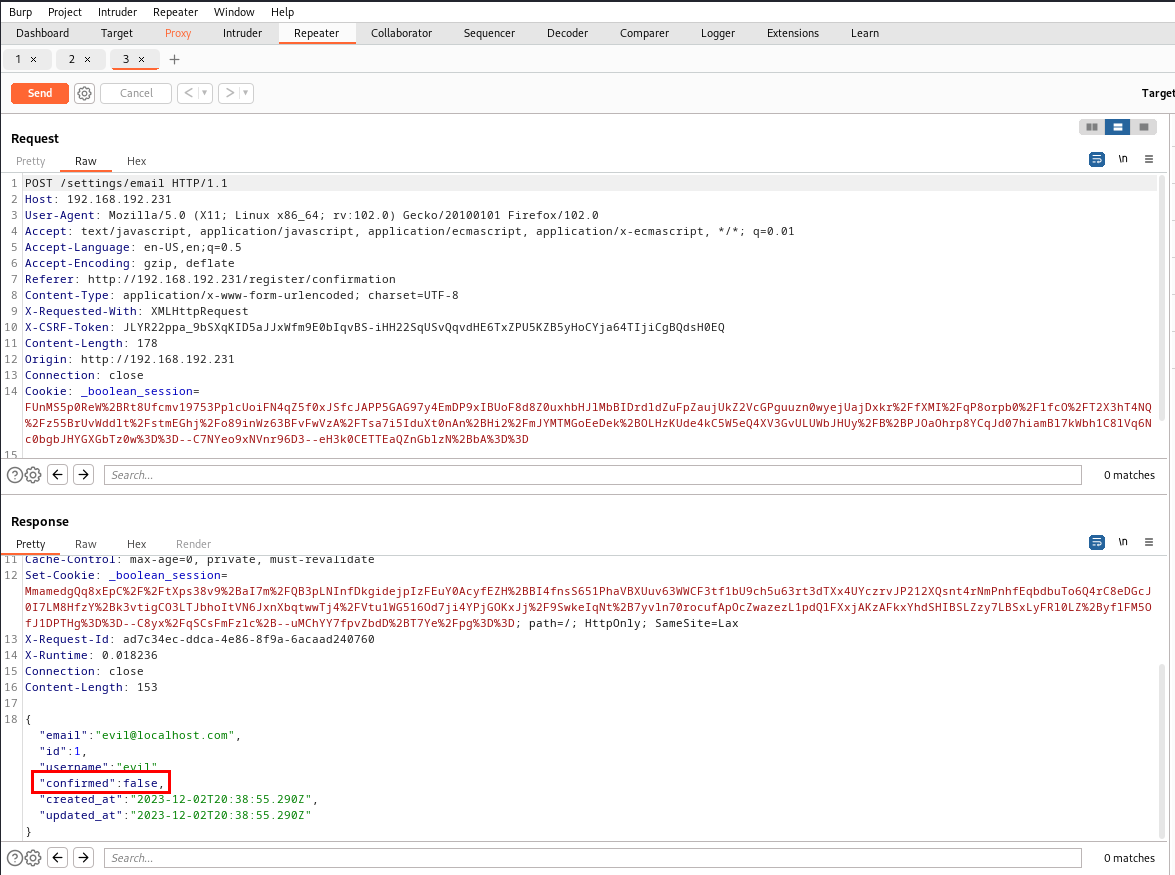 Burp Project Intruder Repeater Window Help
Dashboard Target Proxy Intruder Repeater Collaborator Sequencer Decoder Comparer Logger Extensions Learn
1 × 2 × 3 × +
Send Cancel < ▼ > ▼ Target
Request
Pretty Raw Hex \n ≡
1 POST /settings/email HTTP/1.1
2 Host: 192.168.192.231
3 User-Agent: Mozilla/5.0 (X11; Linux x86_64; rv:102.0) Gecko/20100101 Firefox/102.0
4 Accept: text/javascript, application/javascript, application/ecmascript, application/x-ecmascript, */*; q=0.01
5 Accept-Language: en-US,en;q=0.5
6 Accept-Encoding: gzip, deflate
7 Referer: http://192.168.192.231/register/confirmation
8 Content-Type: application/x-www-form-urlencoded; charset=UTF-8
9 X-Requested-With: XMLHttpRequest
10 X-CSRF-Token: JLYR22ppa_9bSXqKID5aJJxWfm9E0bIqvBS-iHH22SqUSvQqvdHE6TxZPU5KZB5yHoCYja64TIjiCgBQdsH0EQ
11 Content-Length: 178
12 Origin: http://192.168.192.231
13 Connection: close
14 Cookie: _boolean_session=
FUnMS5p0ReW%2BRt8Ufcmv19753Pp1cUoiFN4qZ5f0xJSfcJAPP5GAG97y4EmDP9xIBUoF8d8Z0uxhbHJ1MbBIDrdldZuFpZaujUkZ2VcGPguuzn0wyejUajDxkr%2FfXMI%2FqP8orpb0%2FlfcO%2FT2X3hT4NQ
%2Fz55BrUvWddlt%2FstmEGhj%2Fo89inWz63BFvFwVzA%2FTsa7i5IduXt0nAn%2BHi2%2FmJYMTMGoEeDek%2BOLHzKUde4kC5W5eQ4XV3GvULUWbJHUy%2FB%2BPJOaOhrp8YCqJd07hiamBl7kWbh1C8lVq6N
c0bgbJHYGXGbTz0w%3D%3D--C7NYeo9xNVnr96D3--eH3k0CETTEaQZnGblzN%2BbA%3D%3D
15
Search... 0 matches
Response
Pretty Raw Hex Render \n ≡
11 Cache-Control: max-age=0, private, must-revalidate
12 Set-Cookie: _boolean_session=
MmamedgQq8xEpC%2F%2FtXps38v9%2BaI7m%2FQB3pLNInfDkgidejpIzFEuY0AcyfEZH%2BBI4fnsS651PhaVBXUuv63WWCF3tf1bU9ch5u63rt3dTXx4UYczrvJP212XQsnt4rNmPnhfEqbdbuTo6Q4rC8eDGcJ
0I7LM8HfzY%2Bk3vtigCO3LTJbhoItVN6JxnXbqtwwTj4%2FVtu1WG516Od7ji4YPjGOKxJj%2F9SwkeIqNt%2B7yvln70rocufApOcZwazezL1pdQlFXxjAKzAFkxYhdSHIBSLZzy7LBSxLyFRl0LZ%2ByflFM5O
fJ1DPTHg%3D%3D--C8yx%2FqSCsFmFzlc%2B--uMChYY7fpvZbdD%2BT7Ye%2Fpg%3D%3D; path=/; HttpOnly; SameSite=Lax
13 X-Request-Id: ad7c34ec-ddca-4e86-8f9a-6acaad240760
14 X-Runtime: 0.018236
15 Connection: close
16 Content-Length: 153
17
18 {
"email":"evil@localhost.com",
"id":1,
"username":"evil",
"confirmed":false,
"created_at":"2023-12-02T20:38:55.290Z",
"updated_at":"2023-12-02T20:38:55.290Z"
}
Search... 0 matches